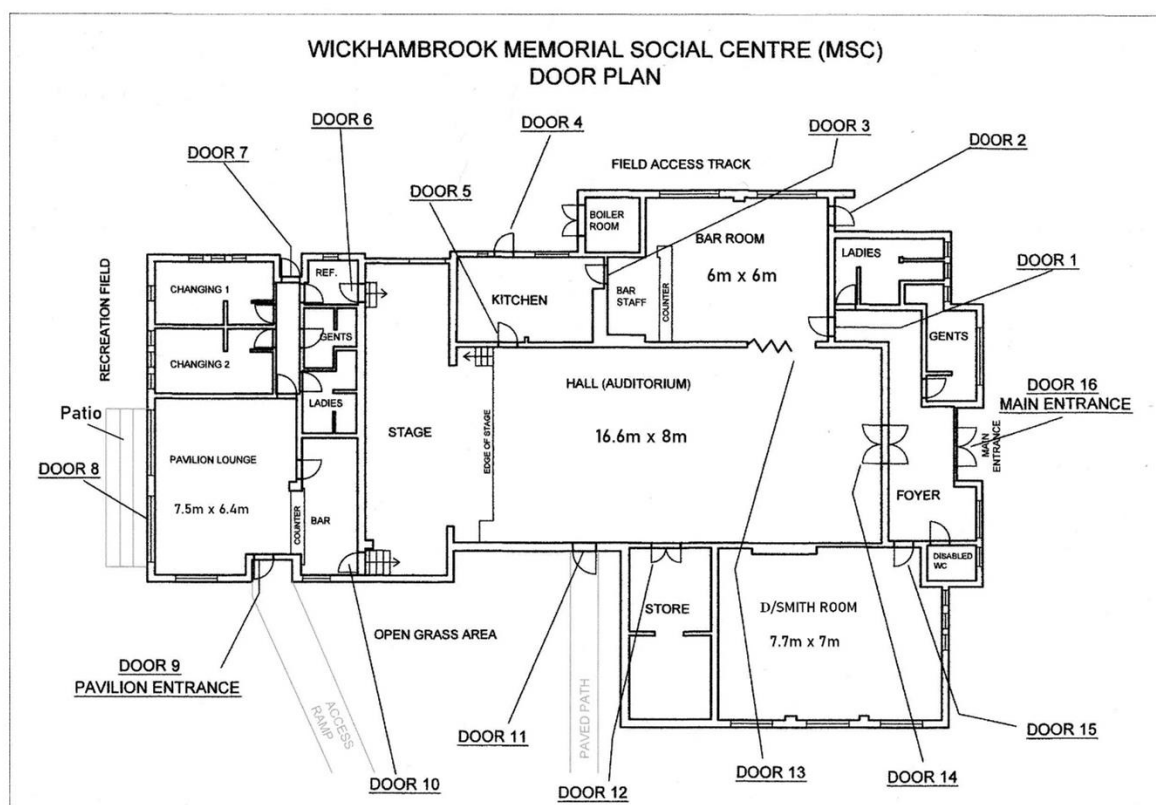 WICKHAMBROOK MEMORIAL SOCIAL CENTRE (MSC)
DOOR PLAN
DOOR 6
DOOR 4
DOOR 3
DOOR 7
DOOR 2
DOOR 5
FIELD ACCESS TRACK
BOILER
ROOM
BAR ROOM
6m x 6m
LADIES
DOOR 1
REF.
CHANGING 1
KITCHEN
BAR
STAFF
COUNTER
RECREATION FIELD
GENTS
GENTS
CHANGING 2
HALL (AUDITORIUM)
16.6m x 8m
DOOR 16
MAIN ENTRANCE
LADIES
Patio
STAGE
EDGE OF STAGE
MAIN
ENTRANCE
PAVILION LOUNGE
7.5m x 6.4m
DOOR 8
COUNTER
BAR
FOYER
DISABLED
WC
STORE
D/SMITH ROOM
7.7m x 7m
OPEN GRASS AREA
DOOR 9
PAVILION ENTRANCE
ACCESS
RAMP
PAVED PATH
DOOR 11
DOOR 15
DOOR 10
DOOR 12
DOOR 13
DOOR 14